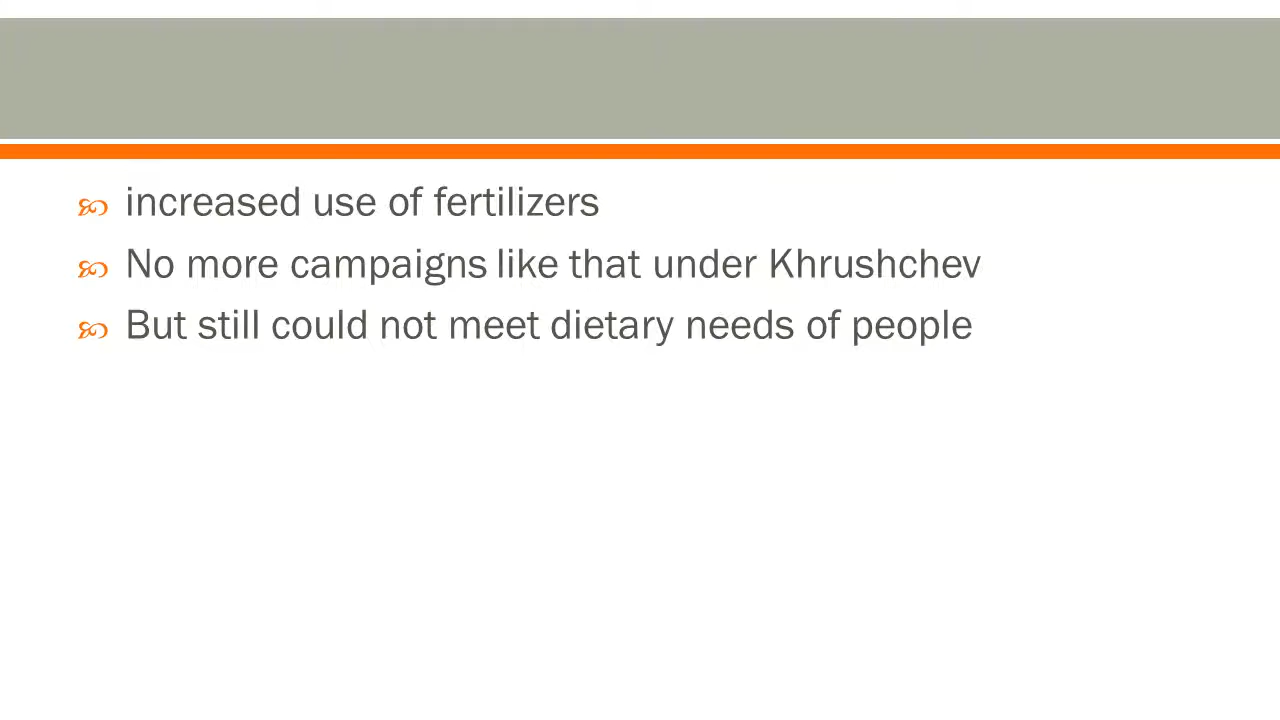 increased use of fertilizers
No more campaigns like that under Khrushchev
But still could not meet dietary needs of people